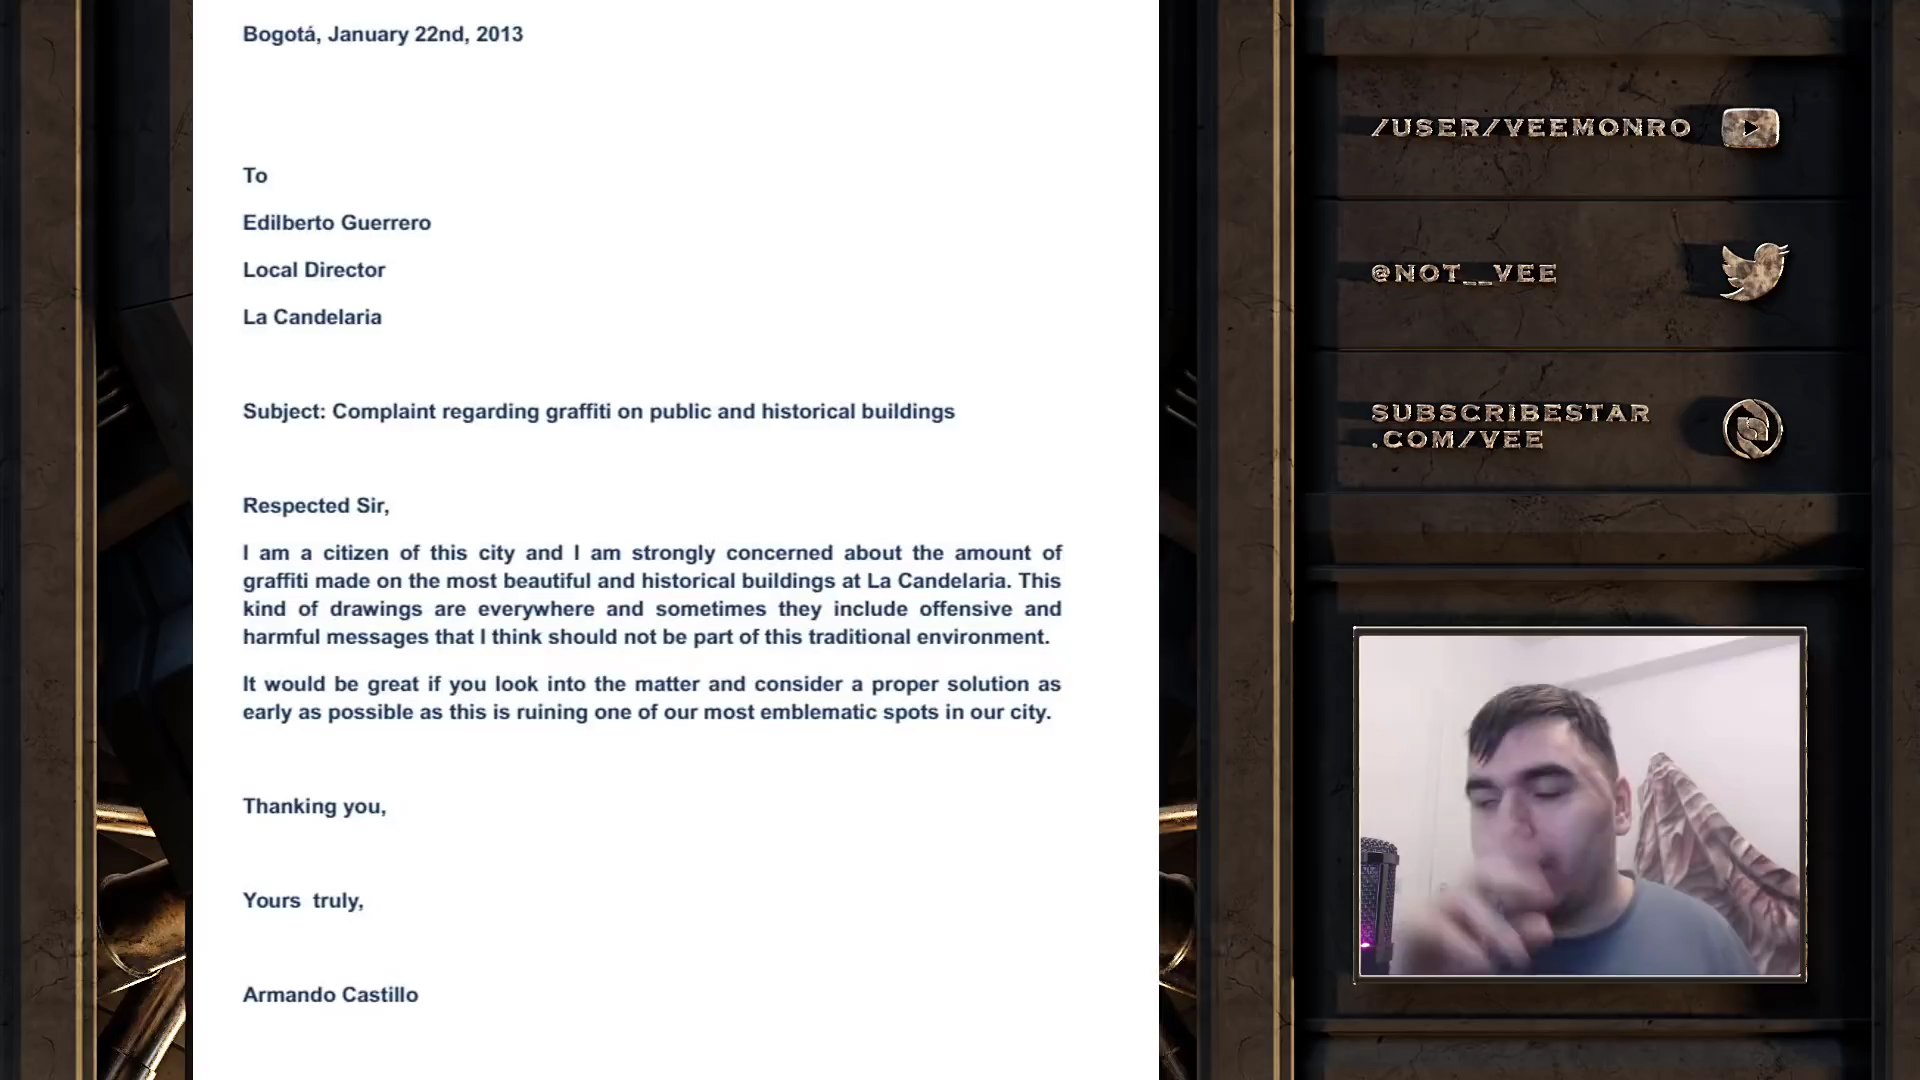 Bogotá, January 22nd, 2013
To
Edilberto Guerrero
Local Director
La Candelaria
Subject: Complaint regarding graffiti on public and historical buildings
Respected Sir,
I am a citizen of this city and I am strongly concerned about the amount of
graffiti made on the most beautiful and historical buildings at La Candelaria. This
kind of drawings are everywhere and sometimes they include offensive and
harmful messages that I think should not be part of this traditional environment.
It would be great if you look into the matter and consider a proper solution as
early as possible as this is ruining one of our most emblematic spots in our city.
Thanking you,
Yours truly,
Armando Castillo
/USER/VEEMONRO
@NOT__VEE
SUBSCRIBESTAR
.COM/VEE